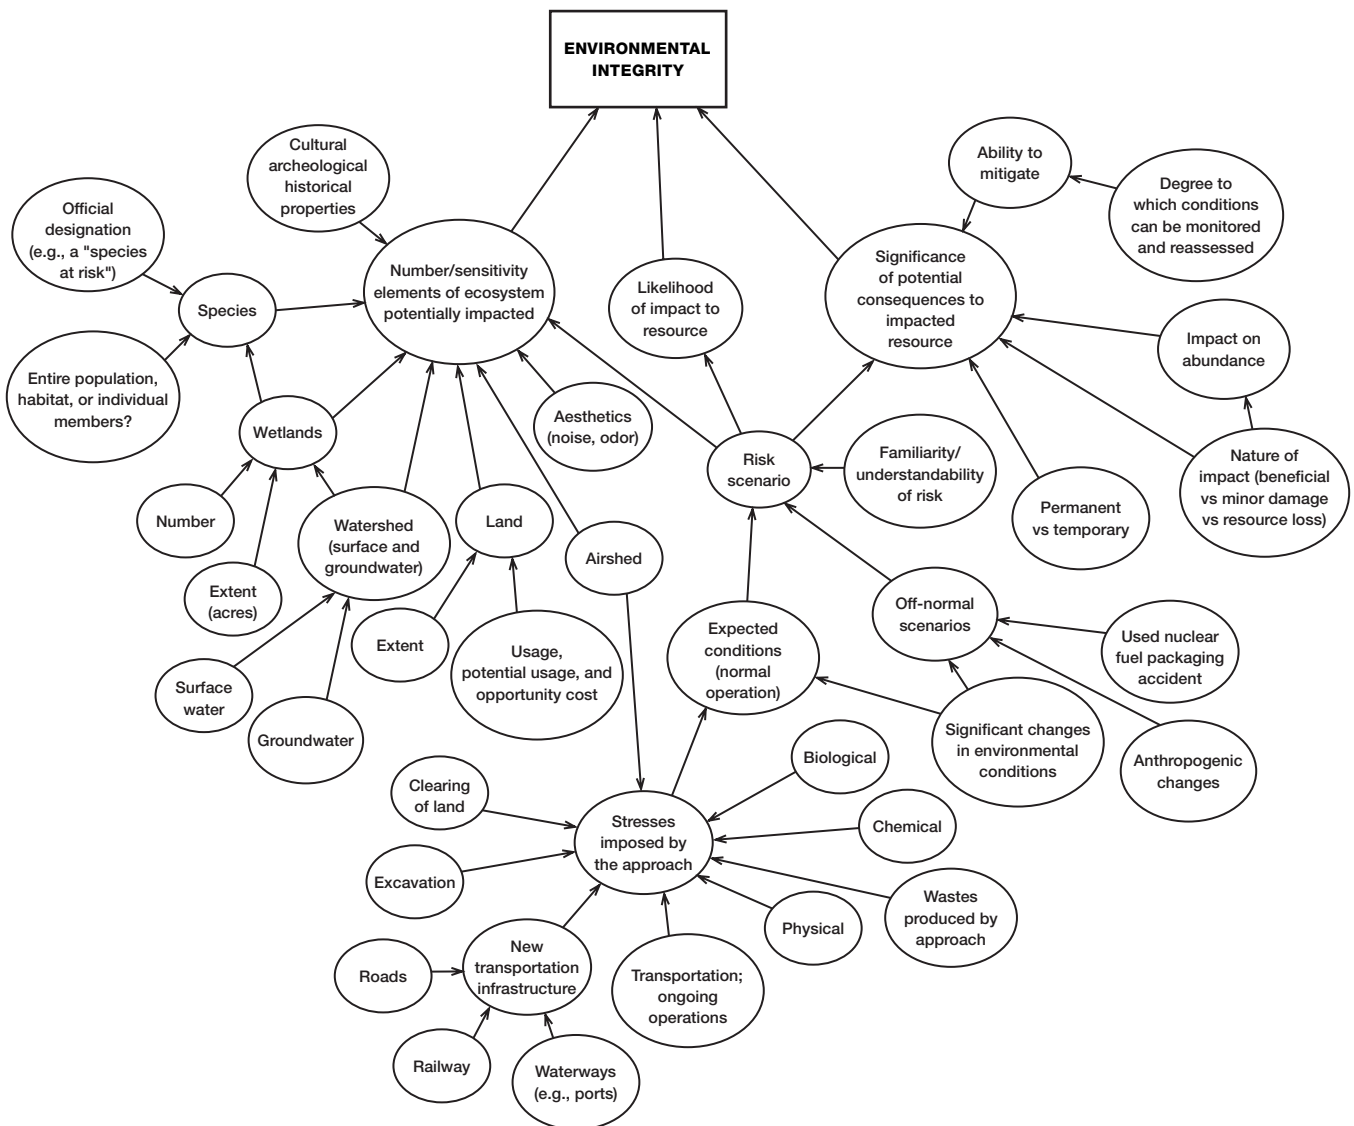 ENVIRONMENTAL
INTEGRITY
Cultural
archeological
historical
properties
Ability to
mitigate
Degree to
which conditions
can be monitored
and reassessed
Official
designation
(e.g., a "species
at risk")
Number/sensitivity
elements of ecosystem
potentially impacted
Significance
of potential
consequences to
impacted
resource
Likelihood
of impact to
resource
Species
Impact on
abundance
Entire population,
habitat, or individual
members?
Wetlands
Aesthetics
(noise, odor)
Risk
scenario
Familiarity/
understandability
of risk
Nature of
impact (beneficial
vs minor damage
vs resource loss)
Permanent
vs temporary
Number
Watershed
(surface and
groundwater)
Land
Airshed
Extent
(acres)
Off-normal
scenarios
Extent
Expected
conditions
(normal
operation)
Used nuclear
fuel packaging
accident
Usage,
potential usage, and
opportunity cost
Surface
water
Groundwater
Significant changes
in environmental
conditions
Anthropogenic
changes
Biological
Clearing
of land
Stresses
imposed by
the approach
Chemical
Excavation
Wastes
produced by
approach
Physical
New
transportation
infrastructure
Roads
Transportation;
ongoing
operations
Railway
Waterways
(e.g., ports)